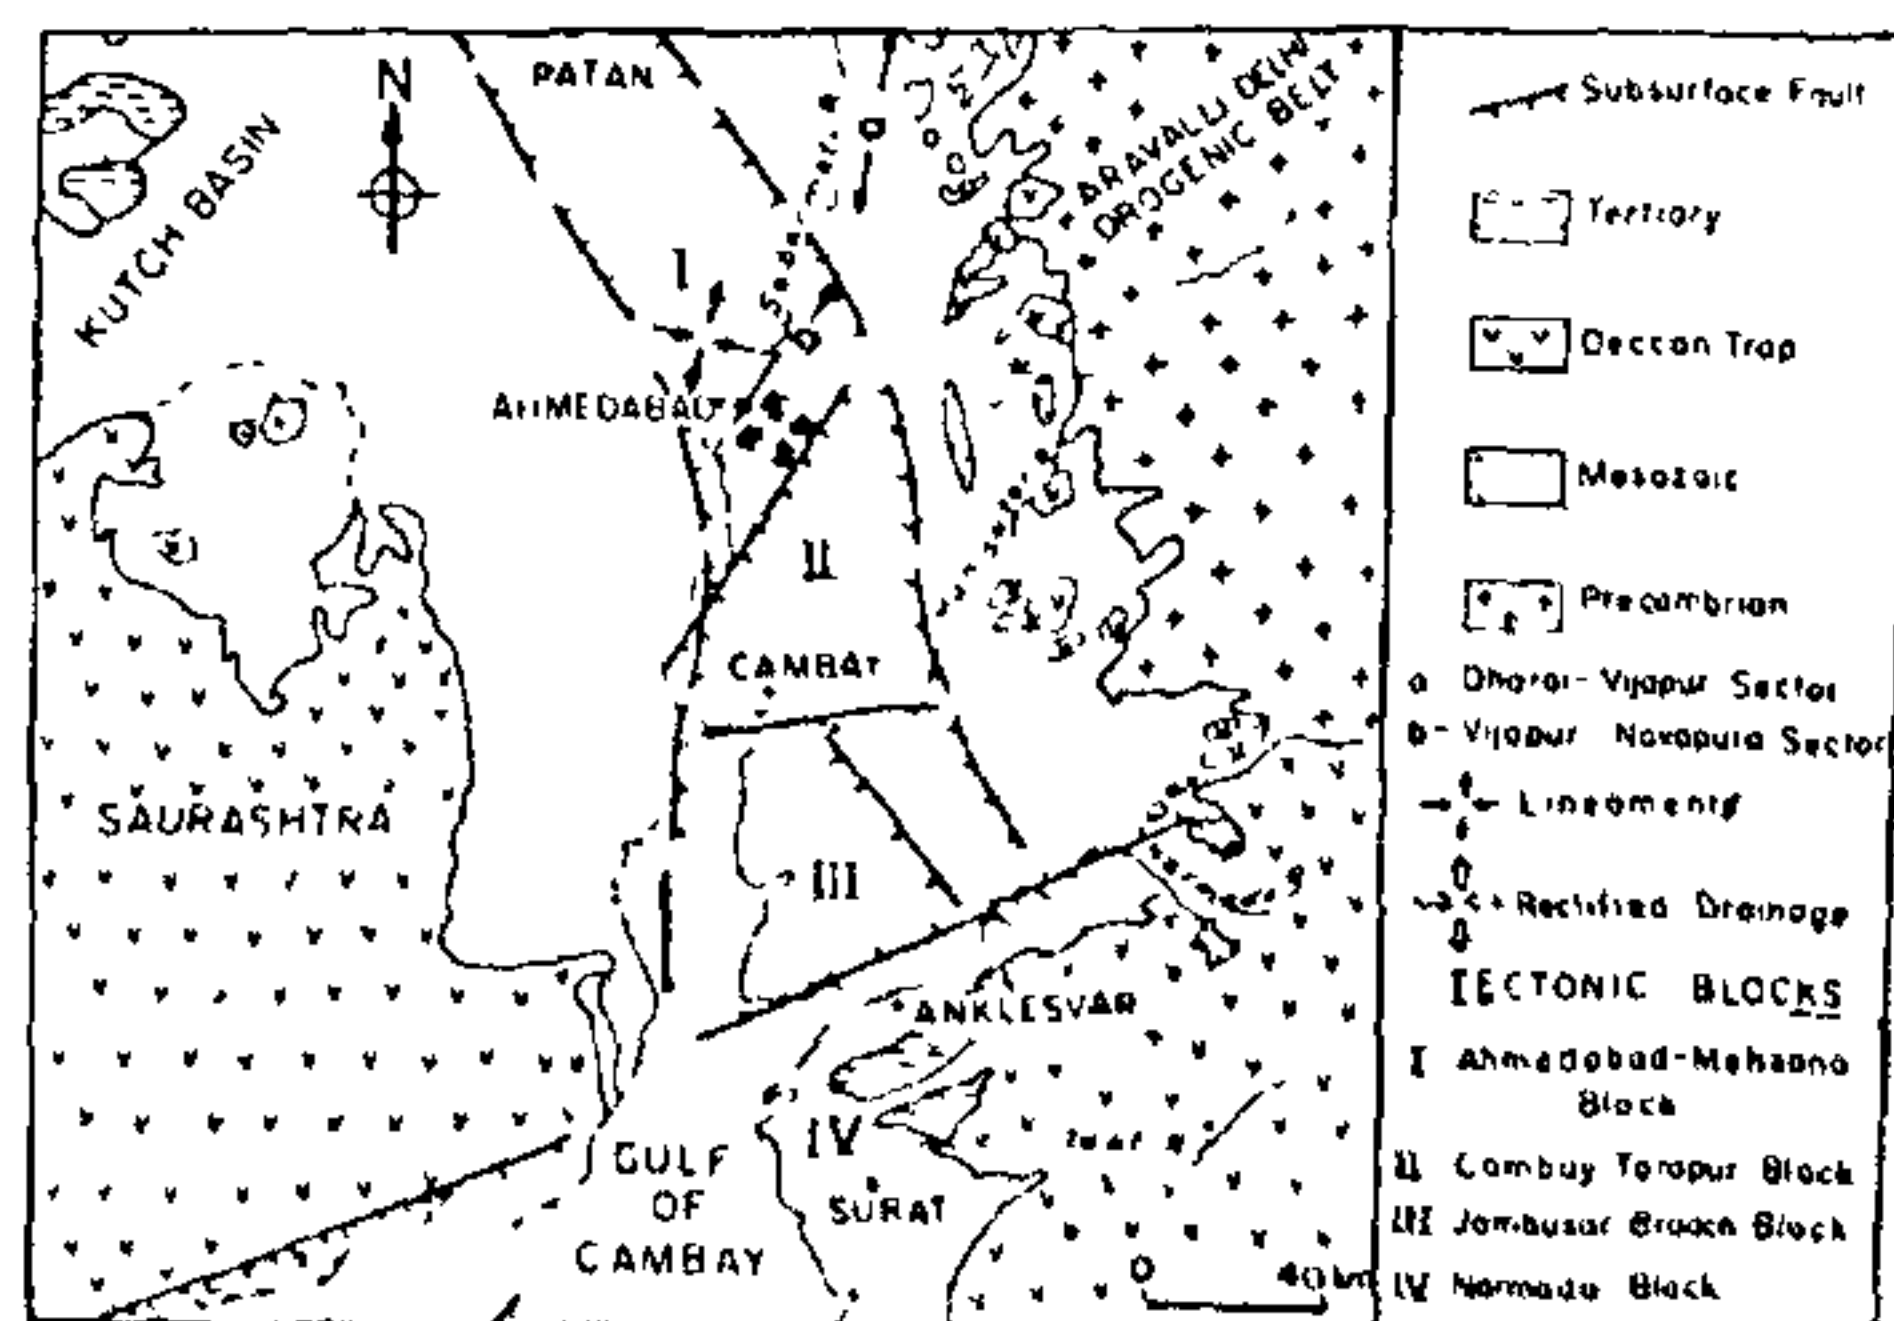 PATAN
N
KUTCH BASIN
ARAVALLI DELHI
OROGENIC BELT
a
I
b
AHMEDABAD
II
CAMBAY
SAURASHTRA
III
Narmada
ANKLESVAR
GULF
OF
CAMBAY
IV
SURAT
0 40 km
Subsurface Fault
Tertiary
Deccan Trap
Mesozoic
Precambrian
a Dharoi-Vijapur Sector
b- Vijapur Navapura Sector
Lineaments
Rectified Drainage
TECTONIC BLOCKS
I Ahmedabad-Mehsana
Block
II Cambay Tarapur Block
III Jambusar Broach Block
IV Narmada Block